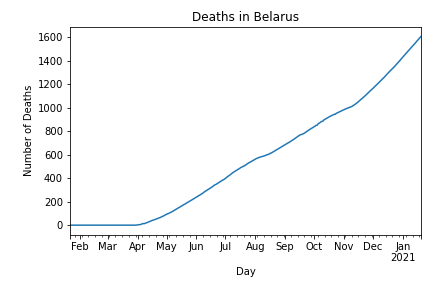 Deaths in Belarus
1600
1400
1200
1000
800
600
400
200
0
Number of Deaths
Feb Mar Apr May Jun Jul Aug Sep Oct Nov Dec Jan
2021
Day